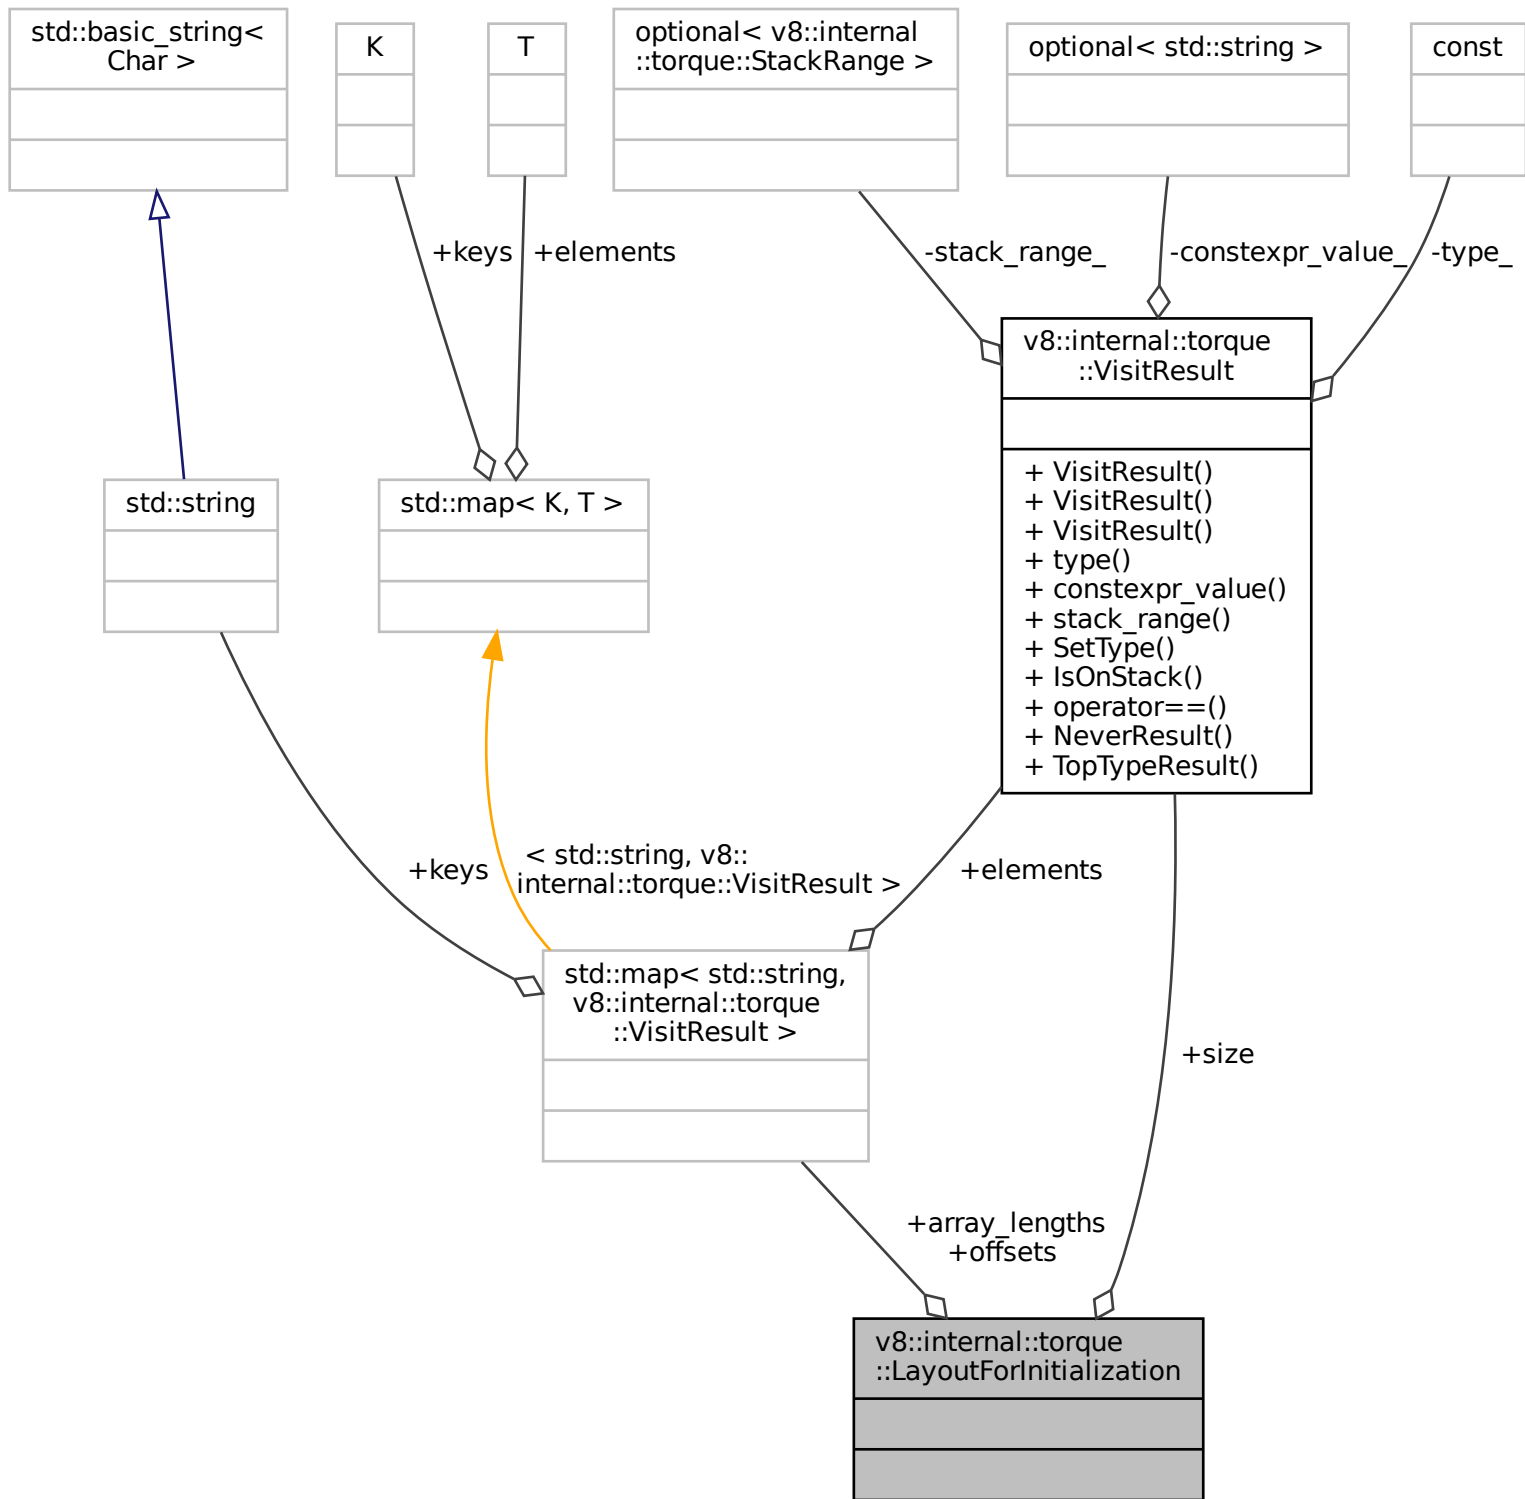 std::basic_string<
Char >
K
T
optional< v8::internal
::torque::StackRange >
optional< std::string >
const
+keys
+elements
-stack_range_
-constexpr_value_
-type_
v8::internal::torque
::VisitResult
+ VisitResult()
+ VisitResult()
+ VisitResult()
+ type()
+ constexpr_value()
+ stack_range()
+ SetType()
+ IsOnStack()
+ operator==()
+ NeverResult()
+ TopTypeResult()
std::string
std::map< K, T >
+keys
< std::string, v8::
internal::torque::VisitResult >
+elements
std::map< std::string,
v8::internal::torque
::VisitResult >
+size
+array_lengths
+offsets
v8::internal::torque
::LayoutForInitialization